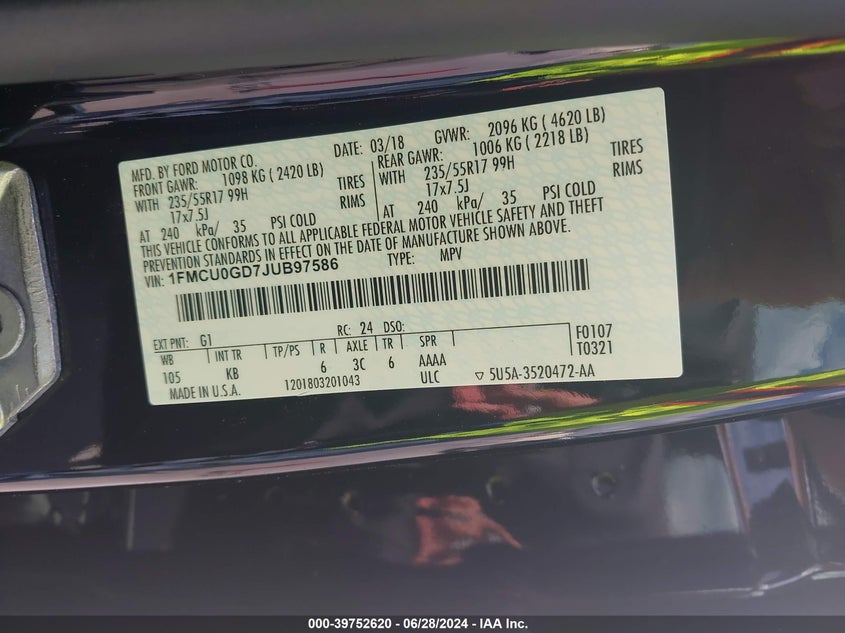 MFD. BY FORD MOTOR CO. DATE: 03/18 GVWR: 2096 KG ( 4620 LB)
FRONT GAWR: 1098 KG ( 2420 LB) REAR GAWR: 1006 KG ( 2218 LB)
WITH 235/55R17 99H TIRES WITH 235/55R17 99H TIRES
17x7.5J RIMS 17x7.5J RIMS
AT 240 kPa/ 35 PSI COLD AT 240 kPa/ 35 PSI COLD
THIS VEHICLE CONFORMS TO ALL APPLICABLE FEDERAL MOTOR VEHICLE SAFETY AND THEFT
PREVENTION STANDARDS IN EFFECT ON THE DATE OF MANUFACTURE SHOWN ABOVE.
VIN: 1FMCU0GD7JUB97586 TYPE: MPV
EXT PNT: G1 RC: 24 DSO: F0107
WB INT TR TP/PS R AXLE TR SPR T0321
105 KB 6 3C 6 AAAA
MADE IN U.S.A. 1201803201043 ULC ▽ 5U5A-3520472-AA
000-39752620 - 06/28/2024 - IAA Inc.